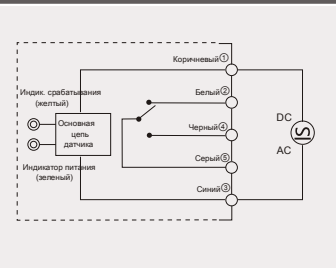 Коричневый①
Индик. срабатывания
(желтый)
Белый②
Основная
цепь
датчика
Черный④
Индикатор питания
(зеленый)
Серый⑤
Синий③
DC
AC